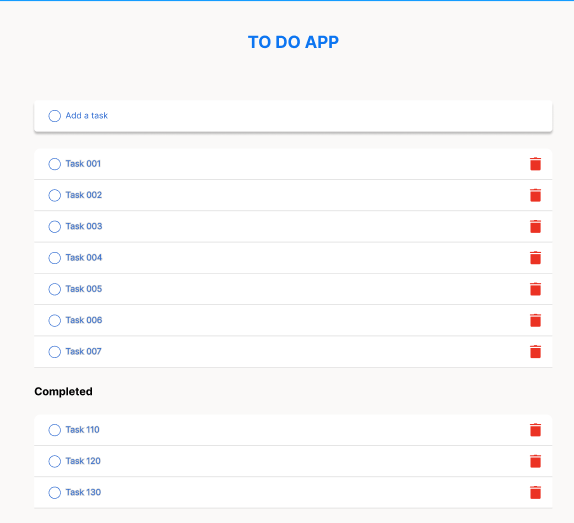 TO DO APP
Add a task
Task 001
Task 002
Task 003
Task 004
Task 005
Task 006
Task 007
Completed
Task 110
Task 120
Task 130